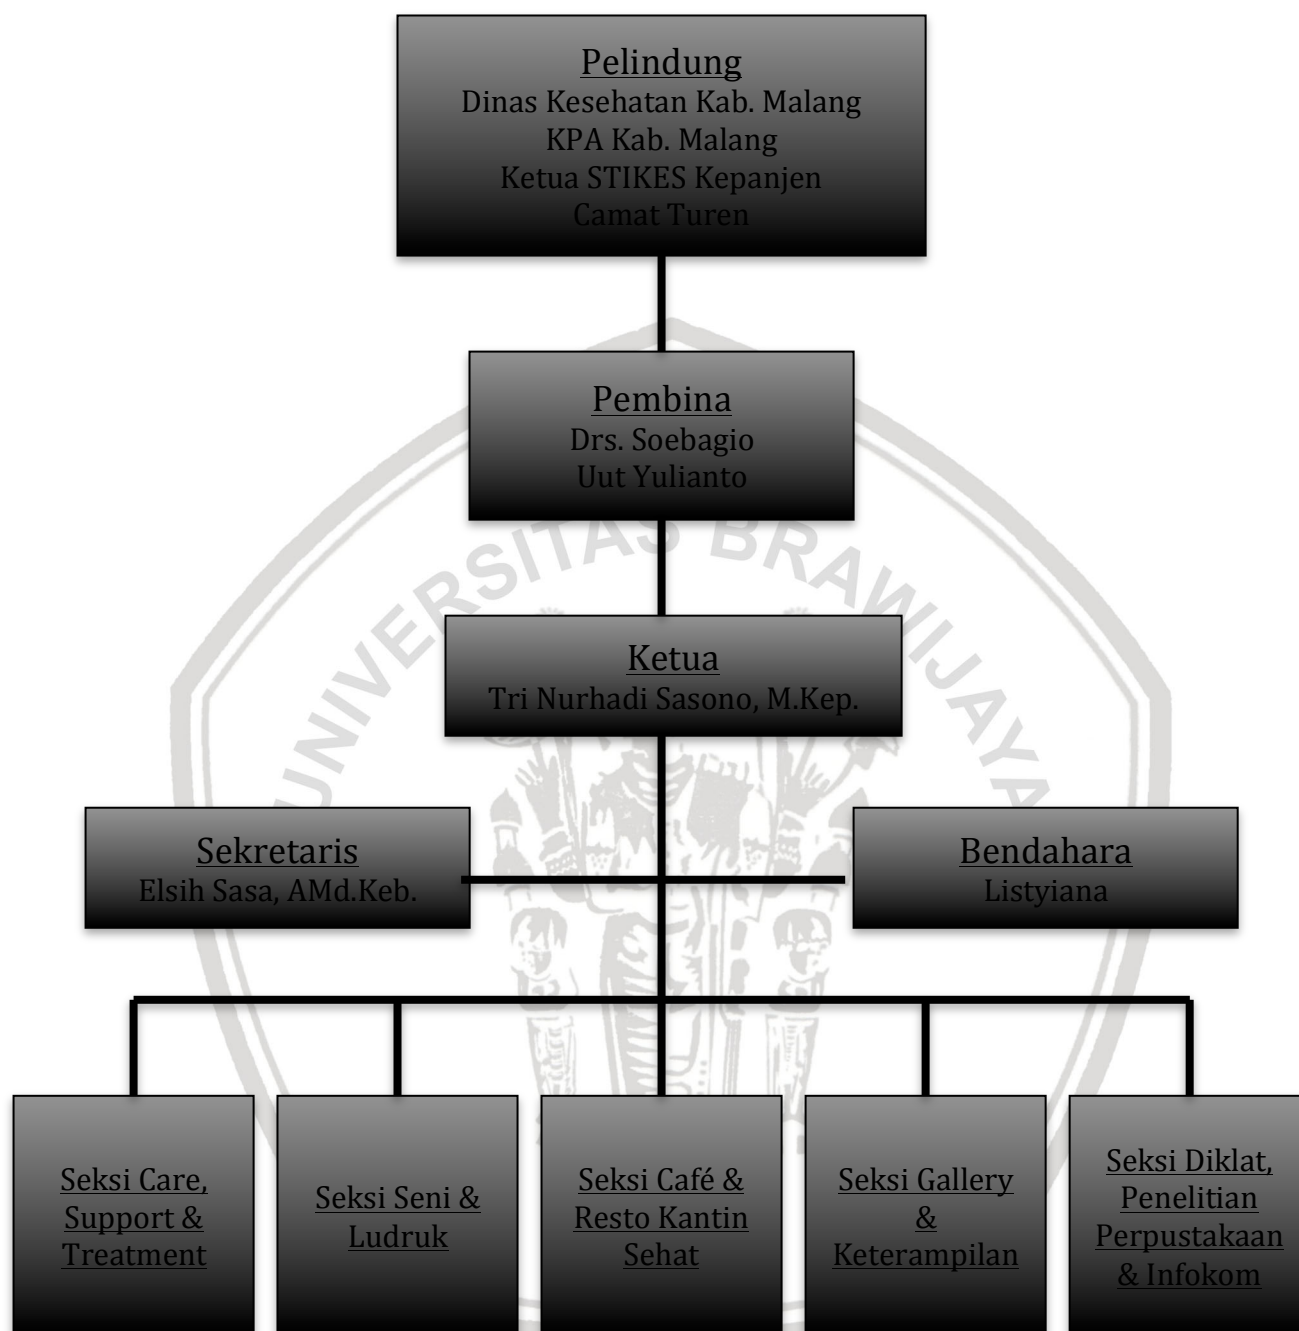 Pelindung
Dinas Kesehatan Kab. Malang
KPA Kab. Malang
Ketua STIKES Kepanjen
Camat Turen
Pembina
Drs. Soebagio
Uut Yulianto
UNIVERSITAS BRAWIJAYA
Ketua
Tri Nurhadi Sasono, M.Kep.
Sekretaris
Elsih Sasa, AMd.Keb.
Bendahara
Listyiana
Seksi Care,
Support &
Treatment
Seksi Seni &
Ludruk
Seksi Café &
Resto Kantin
Sehat
Seksi Gallery
&
Keterampilan
Seksi Diklat,
Penelitian
Perpustakaan
& Infokom